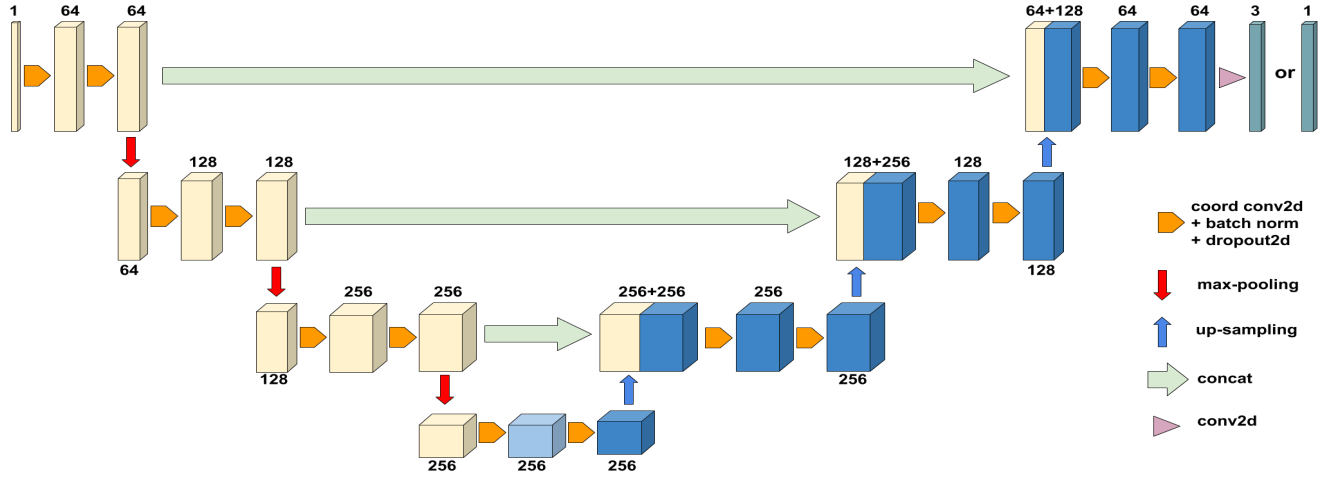 1 64 64 64+128 64 64 3 1
or
128 128 128+256 128
64 128
256 256 256+256 256
128 256
256 256 256
coord conv2d
+ batch norm
+ dropout2d
max-pooling
up-sampling
concat
conv2d